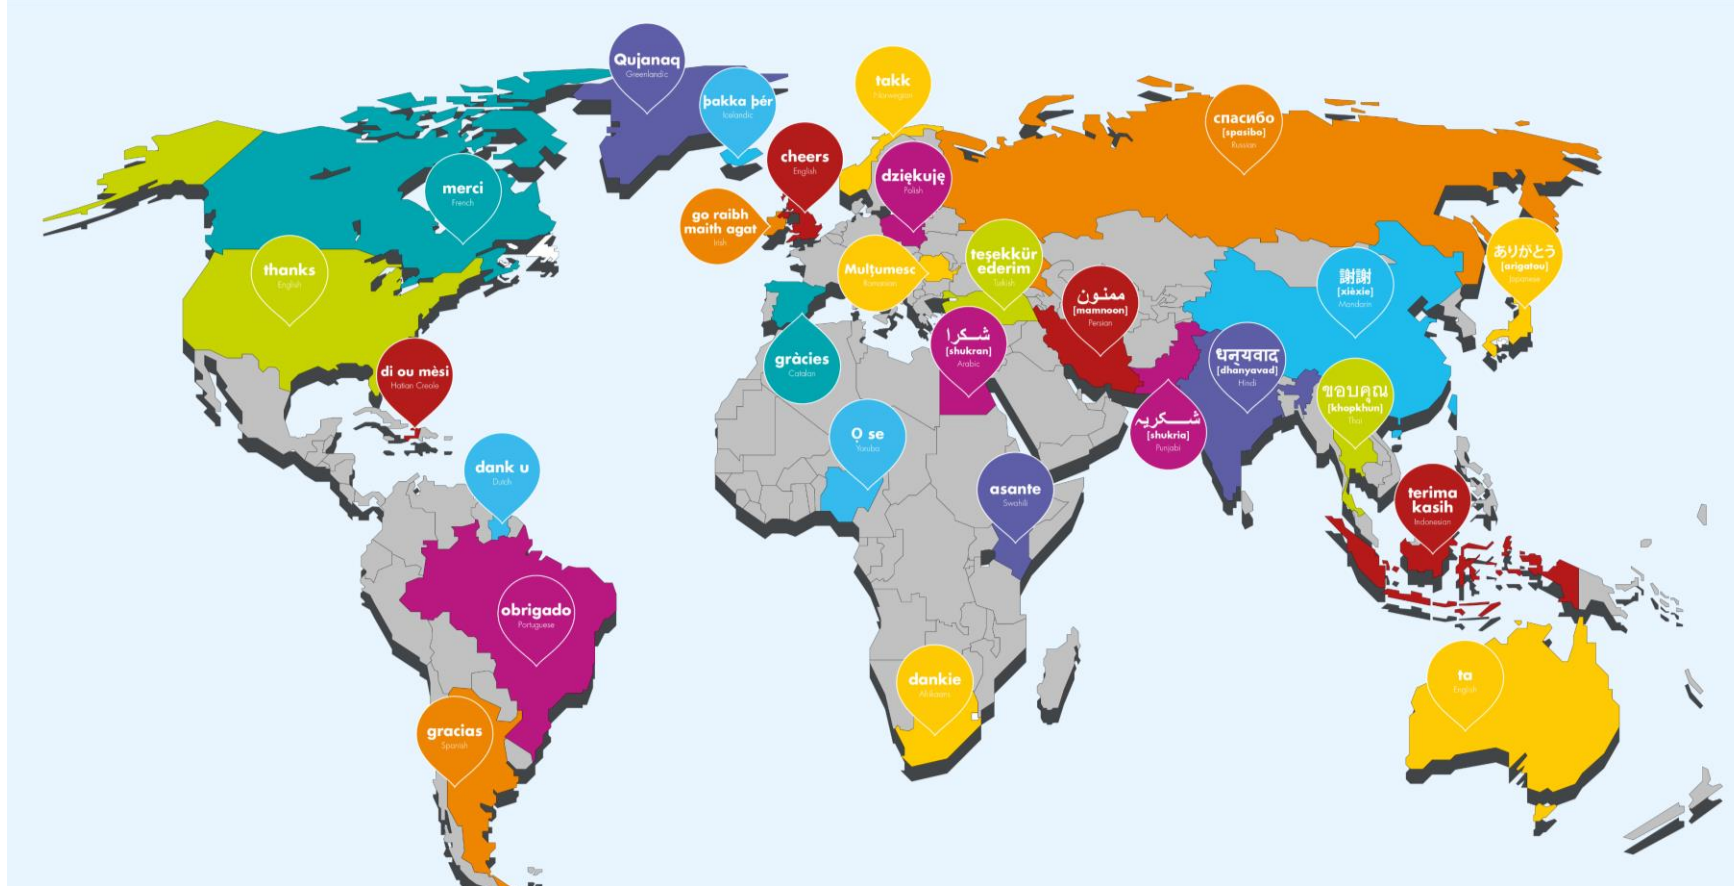 Qujanaq
Greenlandic
takk
Norwegian
þakka þér
Icelandic
спасибо
[spasibo]
Russian
cheers
English
dziękuję
Polish
merci
French
go raibh
maith agat
Irish
thanks
English
Mulțumesc
Romanian
teşekkür
ederim
Turkish
ممنون
[mamnoon]
Persian
謝謝
[xièxie]
Mandarin
ありがとう
[arigatou]
Japanese
di ou mèsi
Hatian Creole
gràcies
Catalan
شكرا
[shukran]
Arabic
धन्यवाद
[dhanyavad]
Hindi
ขอบคุณ
[khopkhun]
Thai
شکریہ
[shukria]
Punjabi
dank u
Dutch
Ọ se
Yoruba
asante
Swahili
terima
kasih
Indonesian
obrigado
Portuguese
dankie
Afrikaans
ta
English
gracias
Spanish